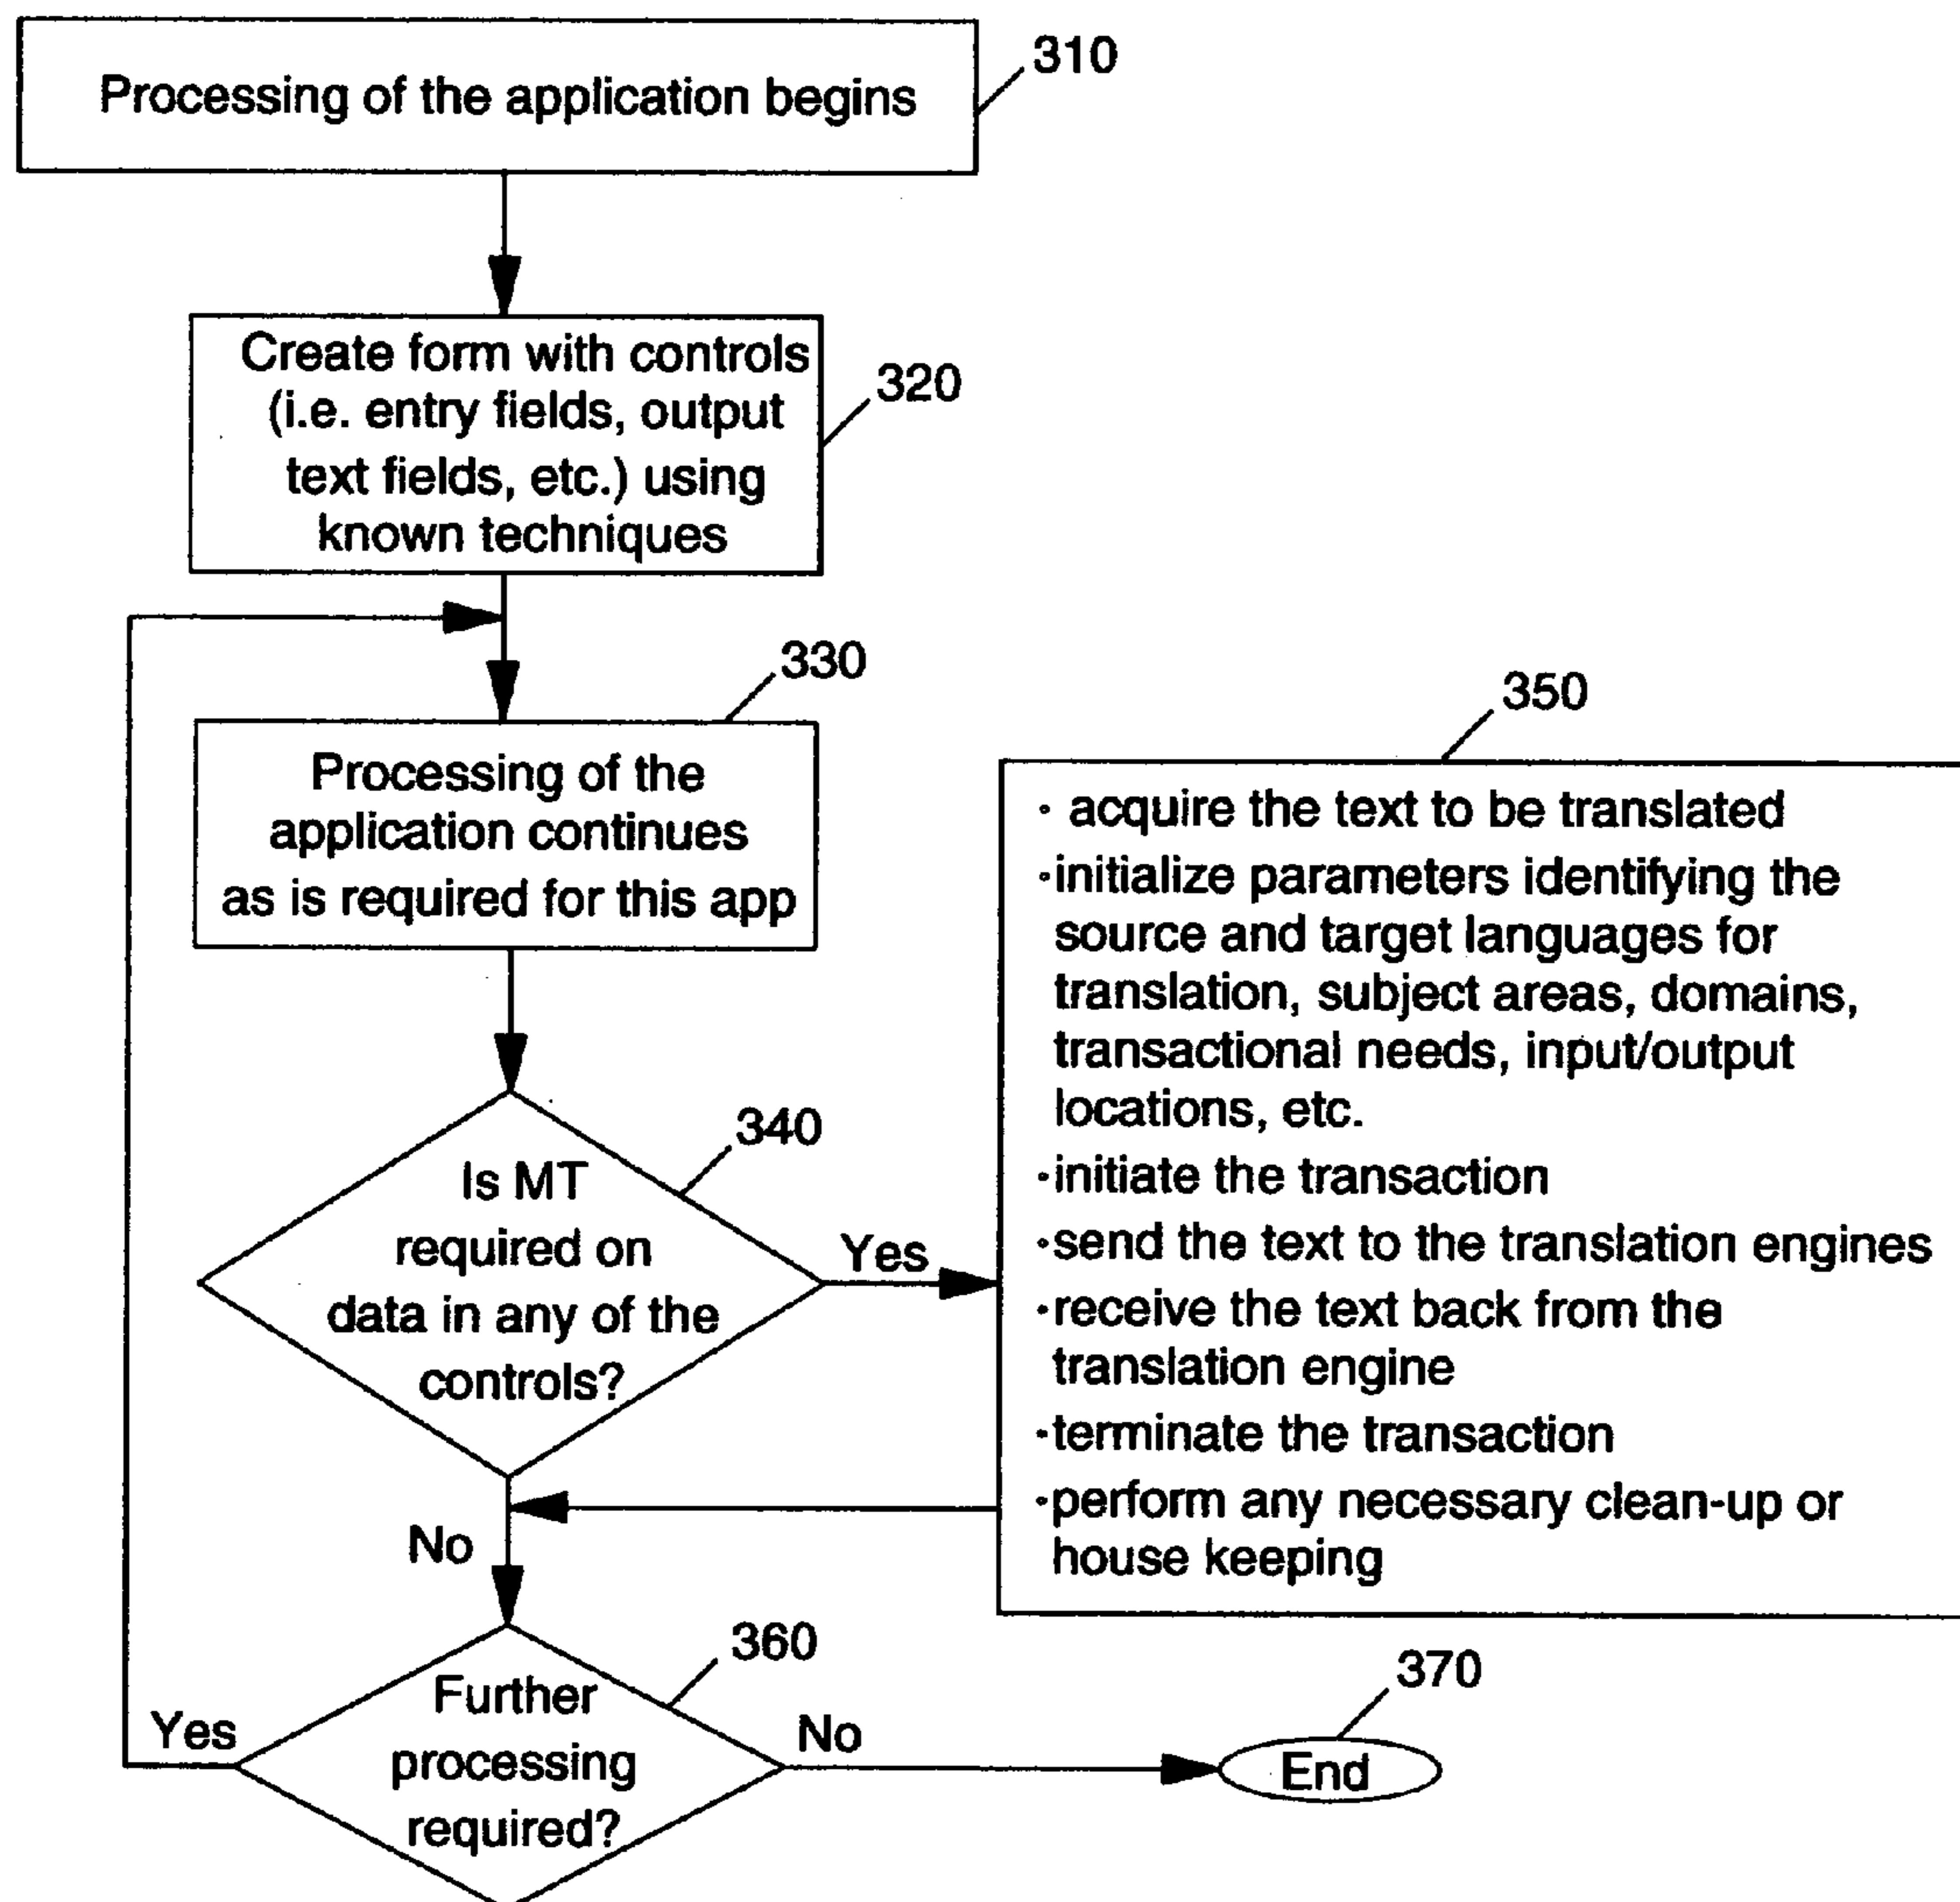 310
Processing of the application begins
Create form with controls
(i.e. entry fields, output
text fields, etc.) using
known techniques
320
330
Processing of the
application continues
as is required for this app
340
Is MT
required on
data in any of the
controls?
Yes
No
350
· acquire the text to be translated
·initialize parameters identifying the
source and target languages for
translation, subject areas, domains,
transactional needs, input/output
locations, etc.
·initiate the transaction
·send the text to the translation engines
·receive the text back from the
translation engine
·terminate the transaction
·perform any necessary clean-up or
house keeping
360
Further
processing
required?
Yes
No
370
End